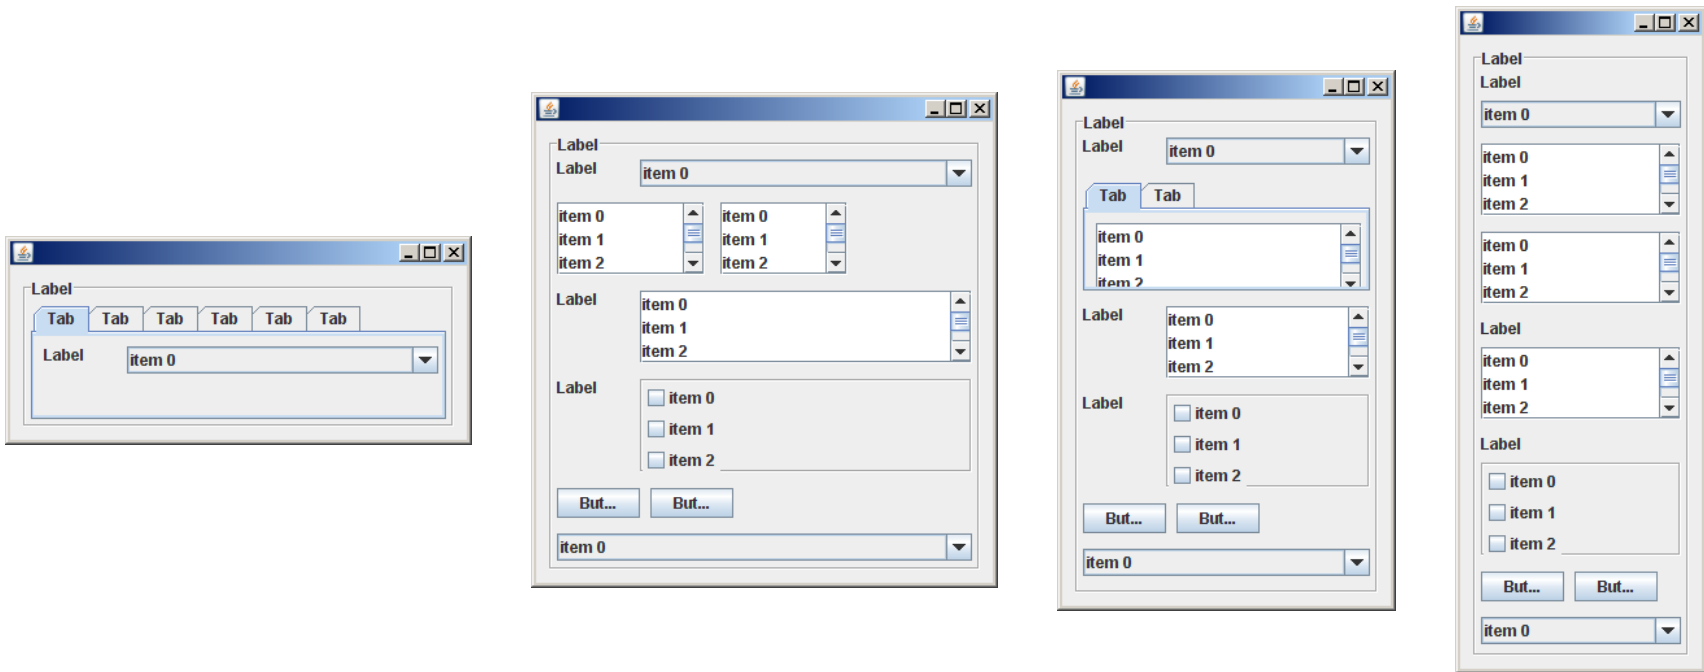 Label
Tab Tab Tab Tab Tab Tab
Label item 0
Label
Label item 0
item 0 item 0
item 1 item 1
item 2 item 2
Label item 0
item 1
item 2
Label item 0
item 1
item 2
But... But...
item 0
Label
Label item 0
Tab Tab
item 0
item 1
item 2
Label item 0
item 1
item 2
Label item 0
item 1
item 2
But... But...
item 0
Label
Label
item 0
item 0
item 1
item 2
item 0
item 1
item 2
Label
item 0
item 1
item 2
Label
item 0
item 1
item 2
But... But...
item 0